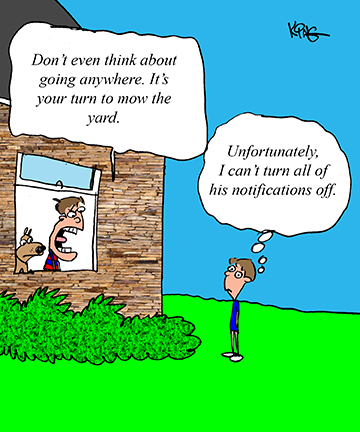 Don't even think about
going anywhere. It's
your turn to mow the
yard.
Unfortunately,
I can't turn all of
his notifications off.